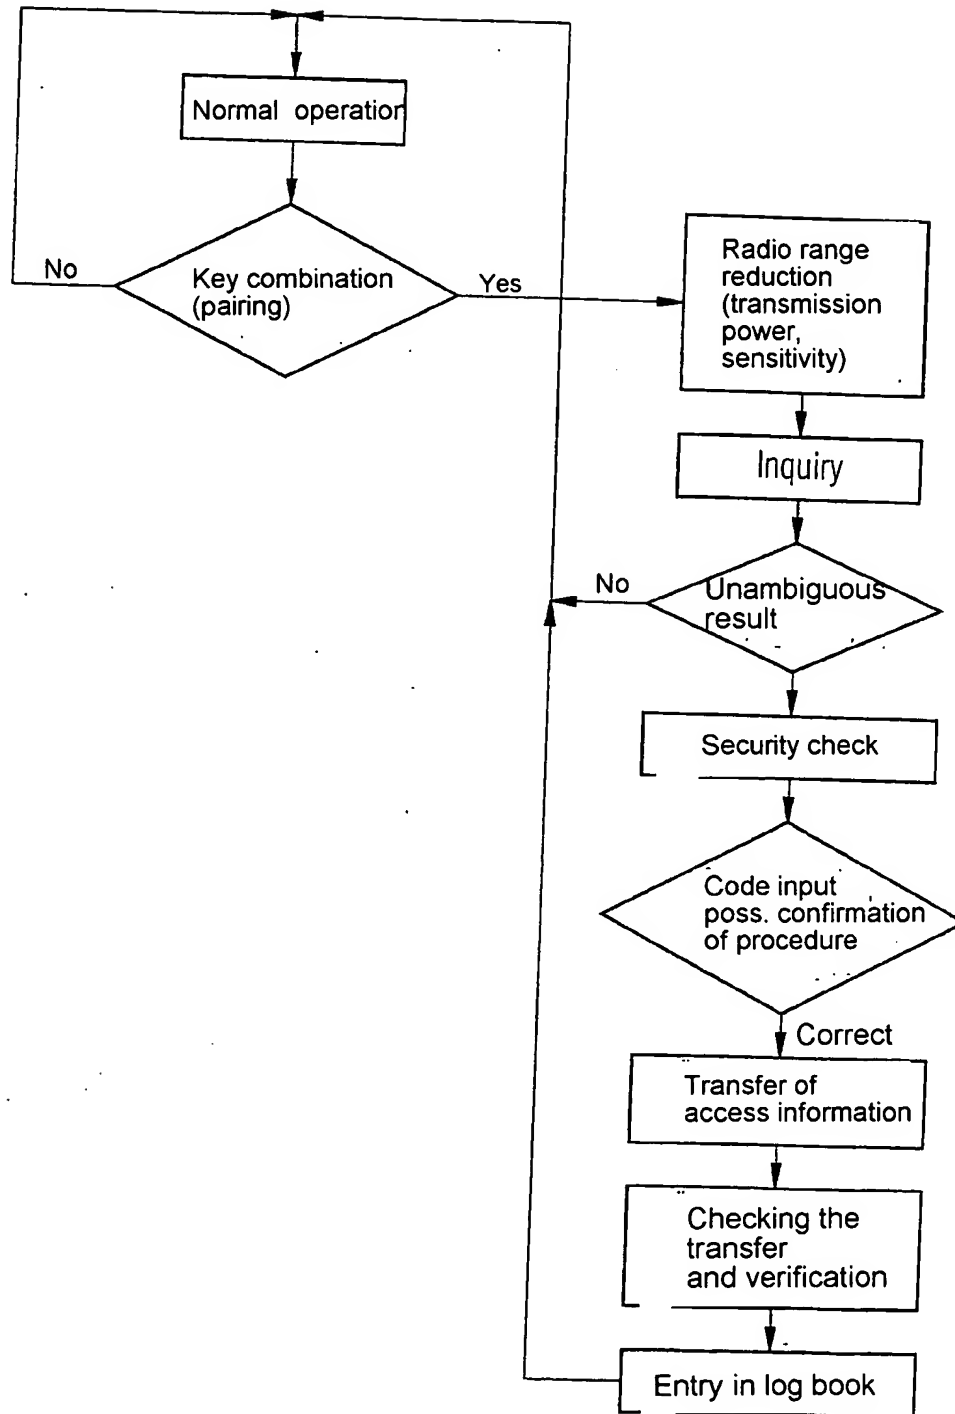 Normal operation
No
Key combination
(pairing)
Yes
Radio range
reduction
(transmission
power,
sensitivity)
Inquiry
No
Unambiguous
result
Security check
Code input
poss. confirmation
of procedure
Correct
Transfer of
access information
Checking the
transfer
and verification
Entry in log book